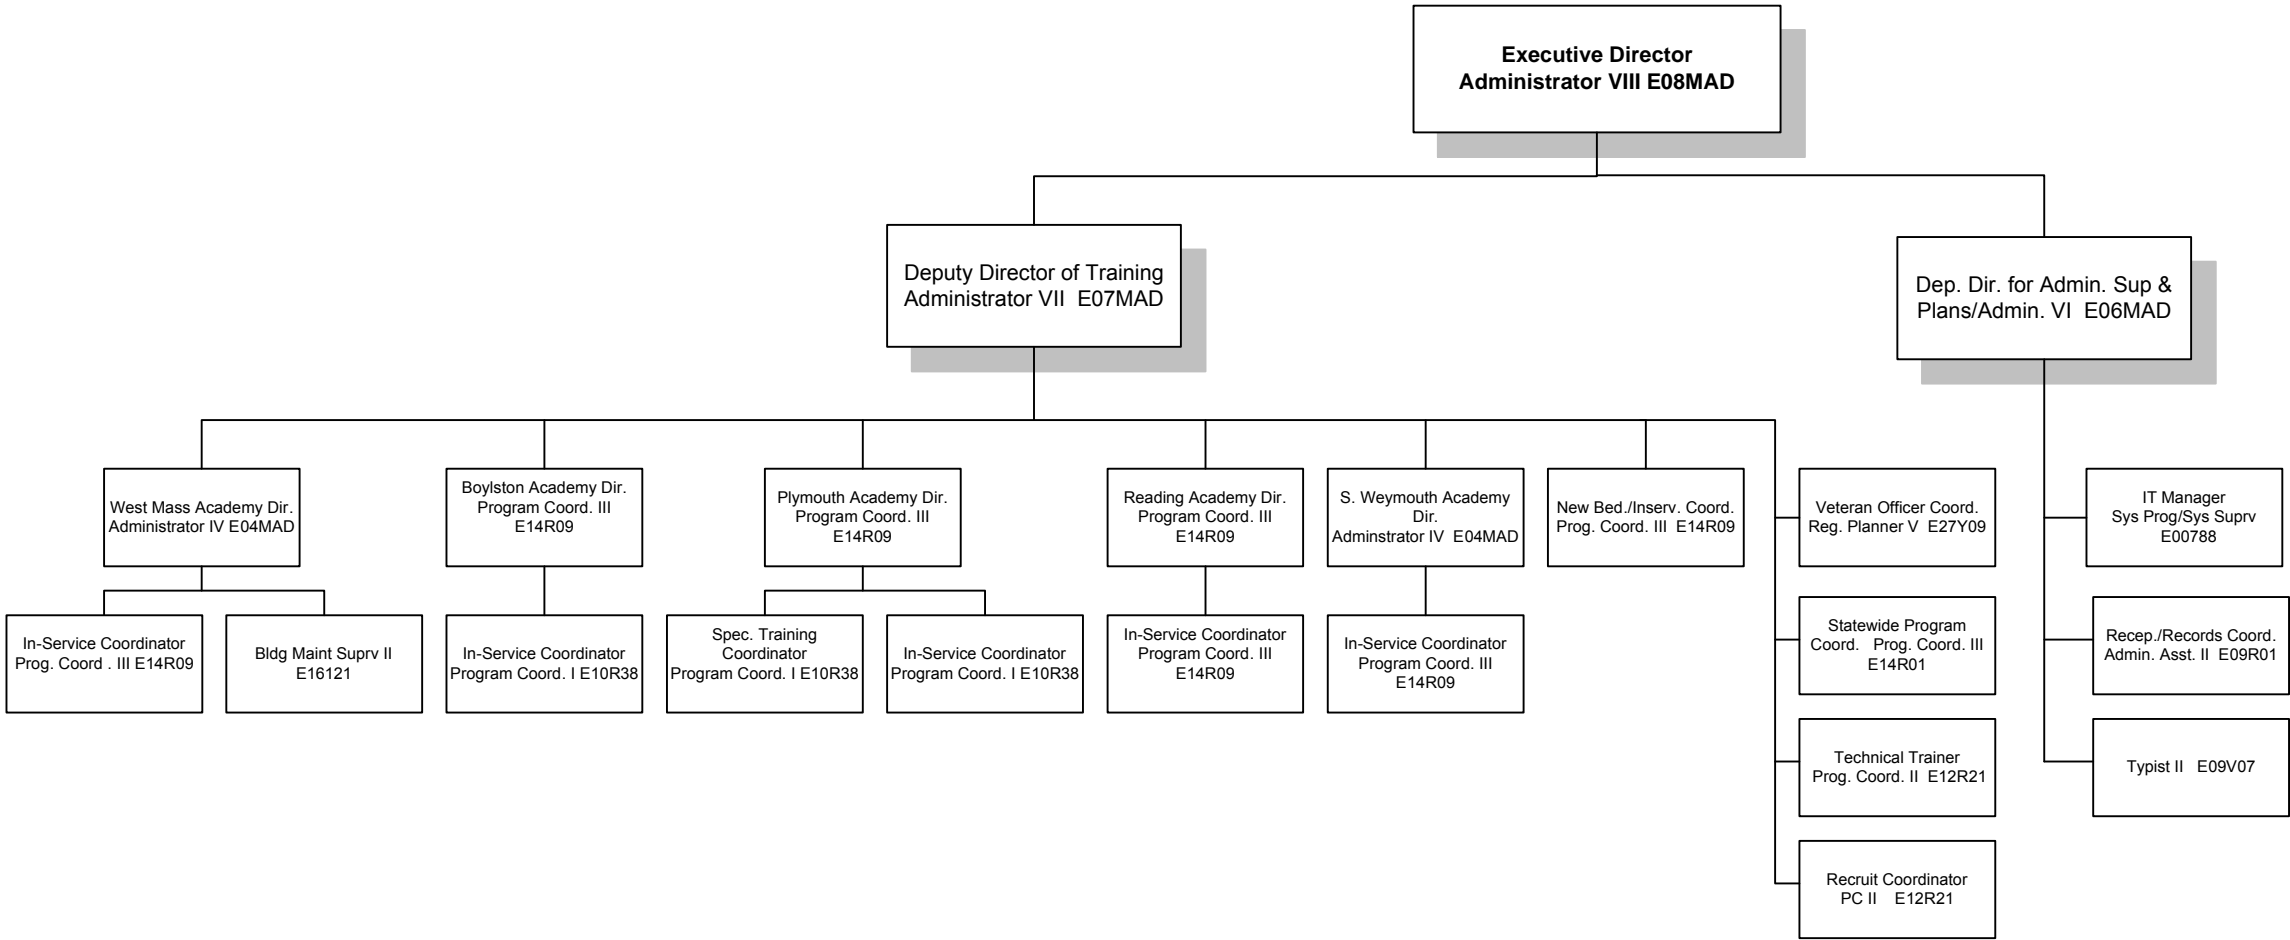 Executive Director
Administrator VIII E08MAD
Deputy Director of Training
Administrator VII E07MAD
Dep. Dir. for Admin. Sup &
Plans/Admin. VI E06MAD
West Mass Academy Dir.
Administrator IV E04MAD
Boylston Academy Dir.
Program Coord. III
E14R09
Plymouth Academy Dir.
Program Coord. III
E14R09
Reading Academy Dir.
Program Coord. III
E14R09
S. Weymouth Academy
Dir.
Adminstrator IV E04MAD
New Bed./Inserv. Coord.
Prog. Coord. III E14R09
Veteran Officer Coord.
Reg. Planner V E27Y09
IT Manager
Sys Prog/Sys Suprv
E00788
In-Service Coordinator
Prog. Coord . III E14R09
Bldg Maint Suprv II
E16121
In-Service Coordinator
Program Coord. I E10R38
Spec. Training
Coordinator
Program Coord. I E10R38
In-Service Coordinator
Program Coord. I E10R38
In-Service Coordinator
Program Coord. III
E14R09
In-Service Coordinator
Program Coord. III
E14R09
Statewide Program
Coord. Prog. Coord. III
E14R01
Recep./Records Coord.
Admin. Asst. II E09R01
Technical Trainer
Prog. Coord. II E12R21
Typist II E09V07
Recruit Coordinator
PC II E12R21